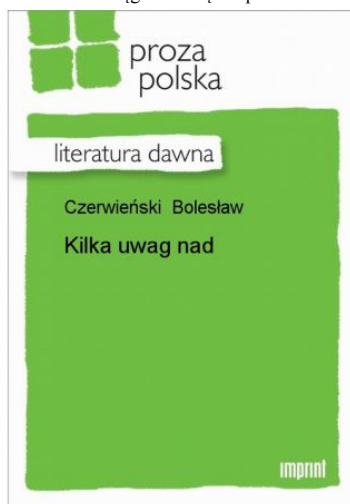 proza
polska
literatura dawna
Czerwieński Bolesław
Kilka uwag nad
imprint